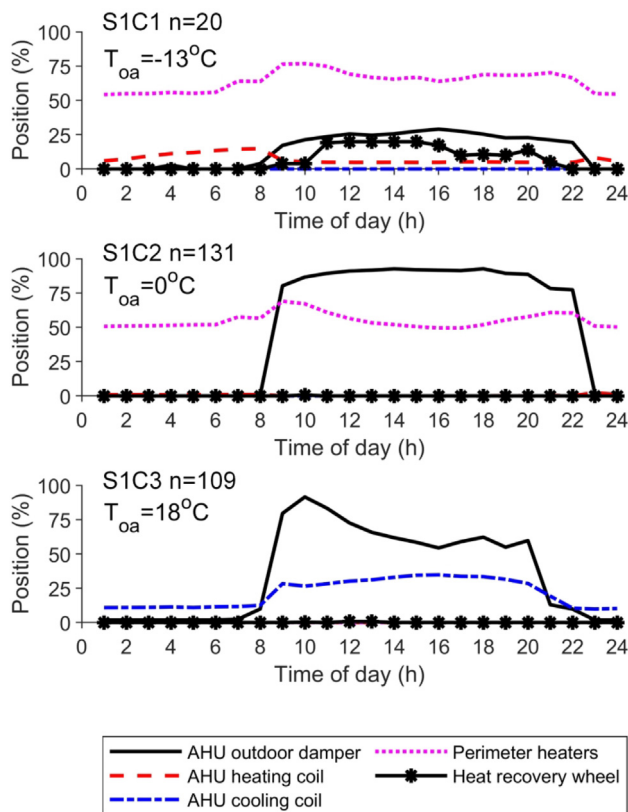 S1C1 n=20
T_oa=-13°C
Position (%)
100
75
50
25
0
0 2 4 6 8 10 12 14 16 18 20 22 24
Time of day (h)
S1C2 n=131
T_oa=0°C
Position (%)
100
75
50
25
0
0 2 4 6 8 10 12 14 16 18 20 22 24
Time of day (h)
S1C3 n=109
T_oa=18°C
Position (%)
100
75
50
25
0
0 2 4 6 8 10 12 14 16 18 20 22 24
Time of day (h)
AHU outdoor damper
Perimeter heaters
AHU heating coil
Heat recovery wheel
AHU cooling coil